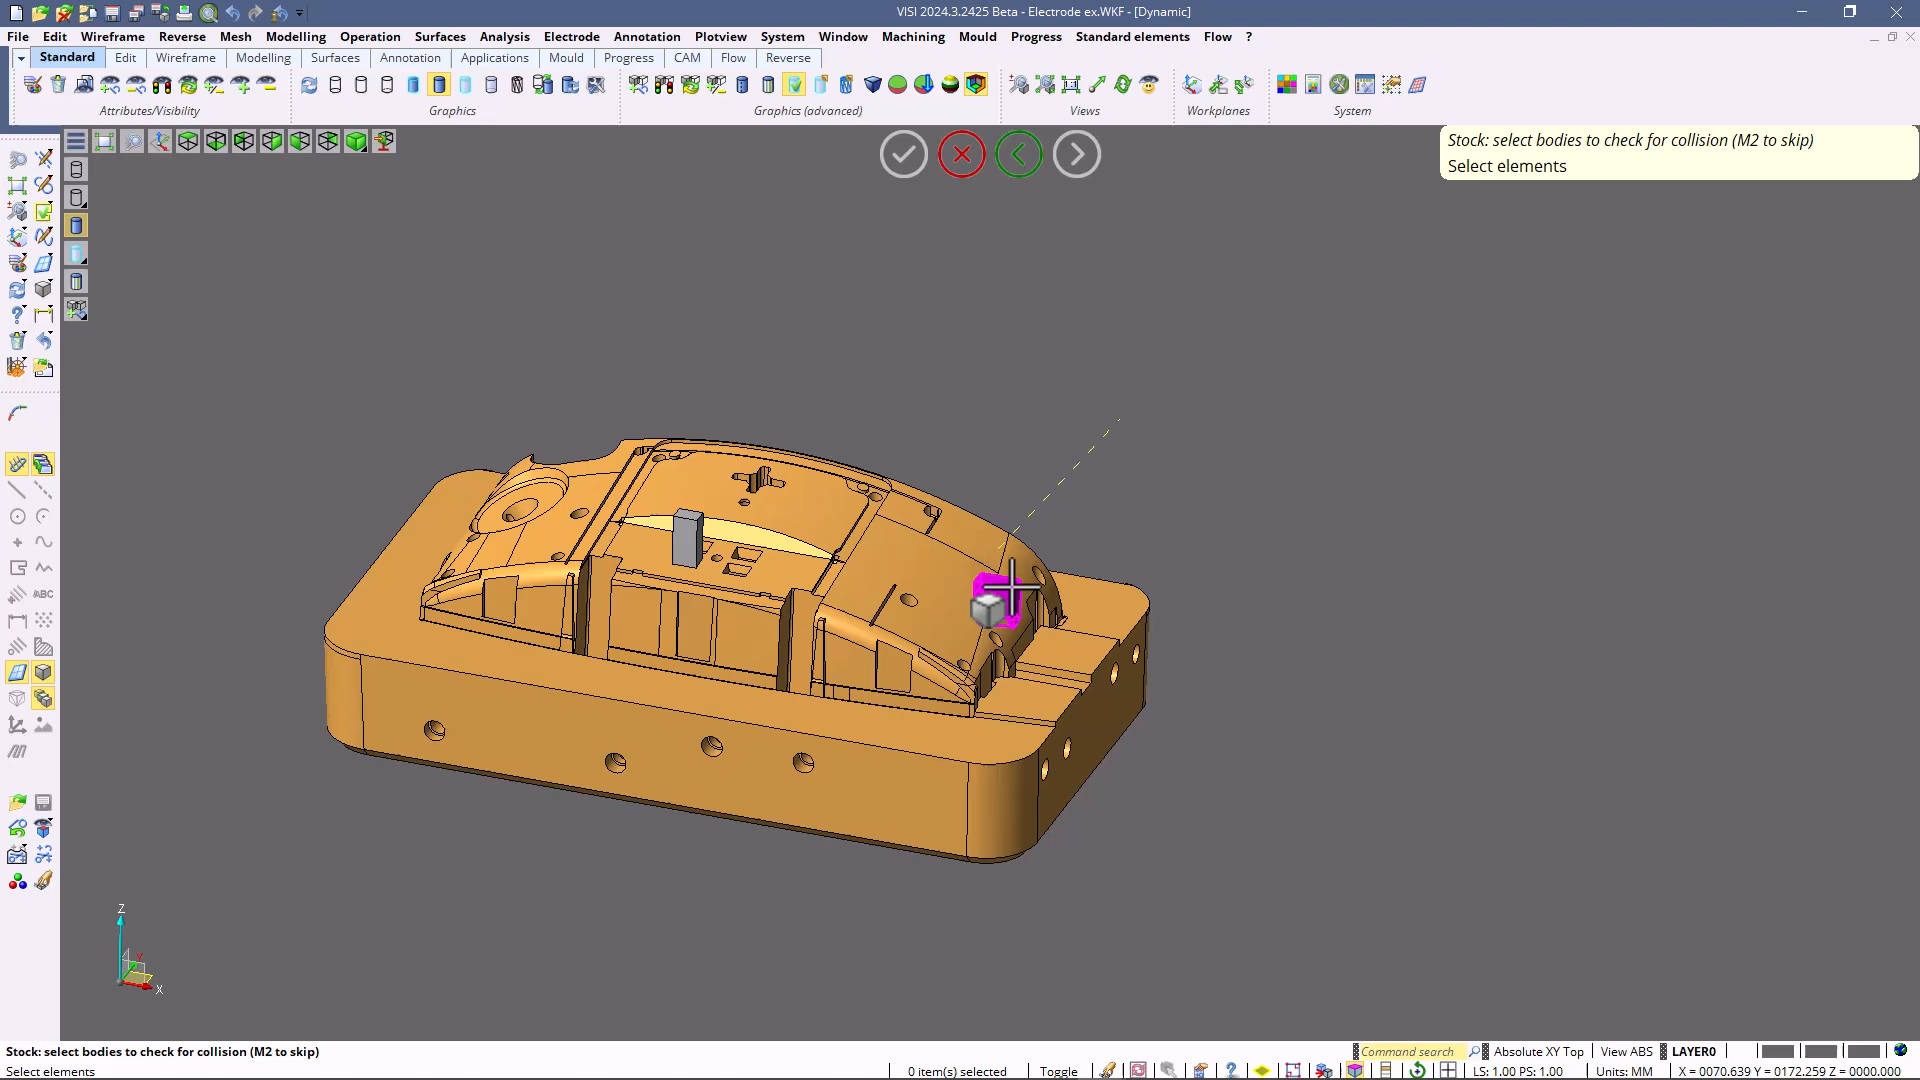 VISI 2024.3.2425 Beta - Electrode ex.WKF - [Dynamic]
File Edit Wireframe Reverse Mesh Modelling Operation Surfaces Analysis Electrode Annotation Plotview System Window Machining Mould Progress Standard elements Flow ?
Standard Edit Wireframe Modelling Surfaces Annotation Applications Mould Progress CAM Flow Reverse
Attributes/Visibility Graphics Graphics (advanced) Views Workplanes System
Stock: select bodies to check for collision (M2 to skip)
Select elements
ABC
Z
Y
X
Stock: select bodies to check for collision (M2 to skip)
Command search Absolute XY Top View ABS LAYER0
Select elements 0 item(s) selected Toggle LS: 1.00 PS: 1.00 Units: MM X = 0070.639 Y = 0172.259 Z = 0000.000